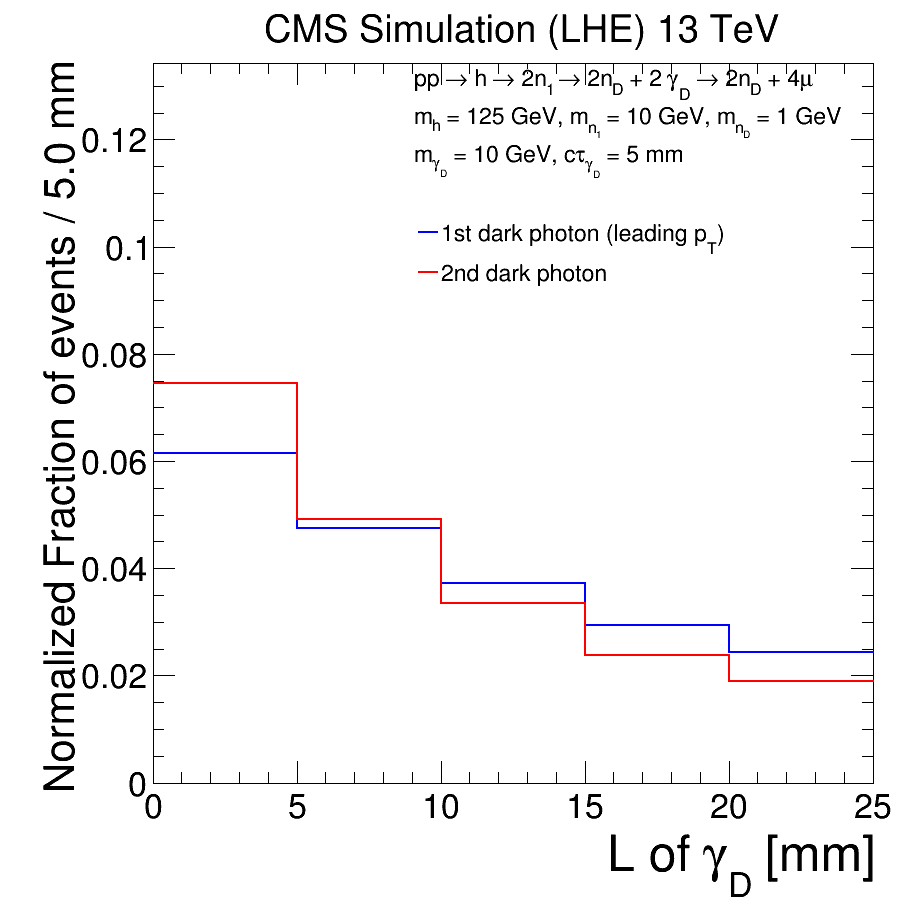 CMS Simulation (LHE) 13 TeV
pp → h → 2n₁ → 2n_D + 2 γ_D → 2n_D + 4μ
m_h = 125 GeV, m_n₁ = 10 GeV, m_n_D = 1 GeV
m_γ_D = 10 GeV, cτ_γ_D = 5 mm
1st dark photon (leading p_T)
2nd dark photon
Normalized Fraction of events / 5.0 mm
0.12
0.1
0.08
0.06
0.04
0.02
0
0 5 10 15 20 25
L of γ_D [mm]